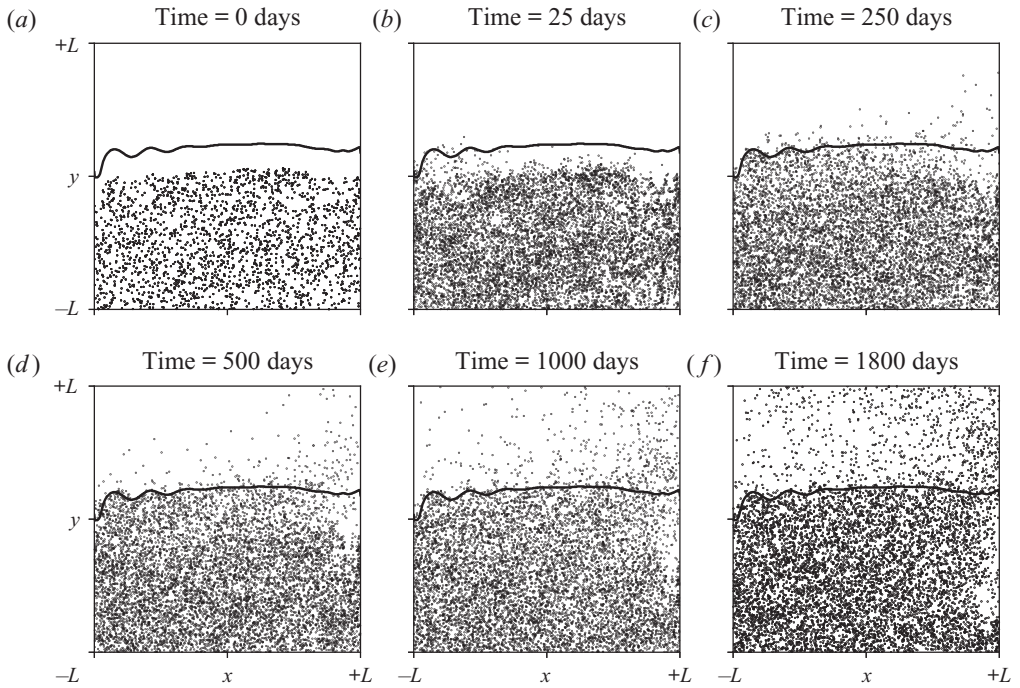 (a) Time = 0 days
(b) Time = 25 days
(c) Time = 250 days
+L
y
–L
(d) Time = 500 days
(e) Time = 1000 days
(f) Time = 1800 days
+L
y
–L x +L –L x +L –L x +L